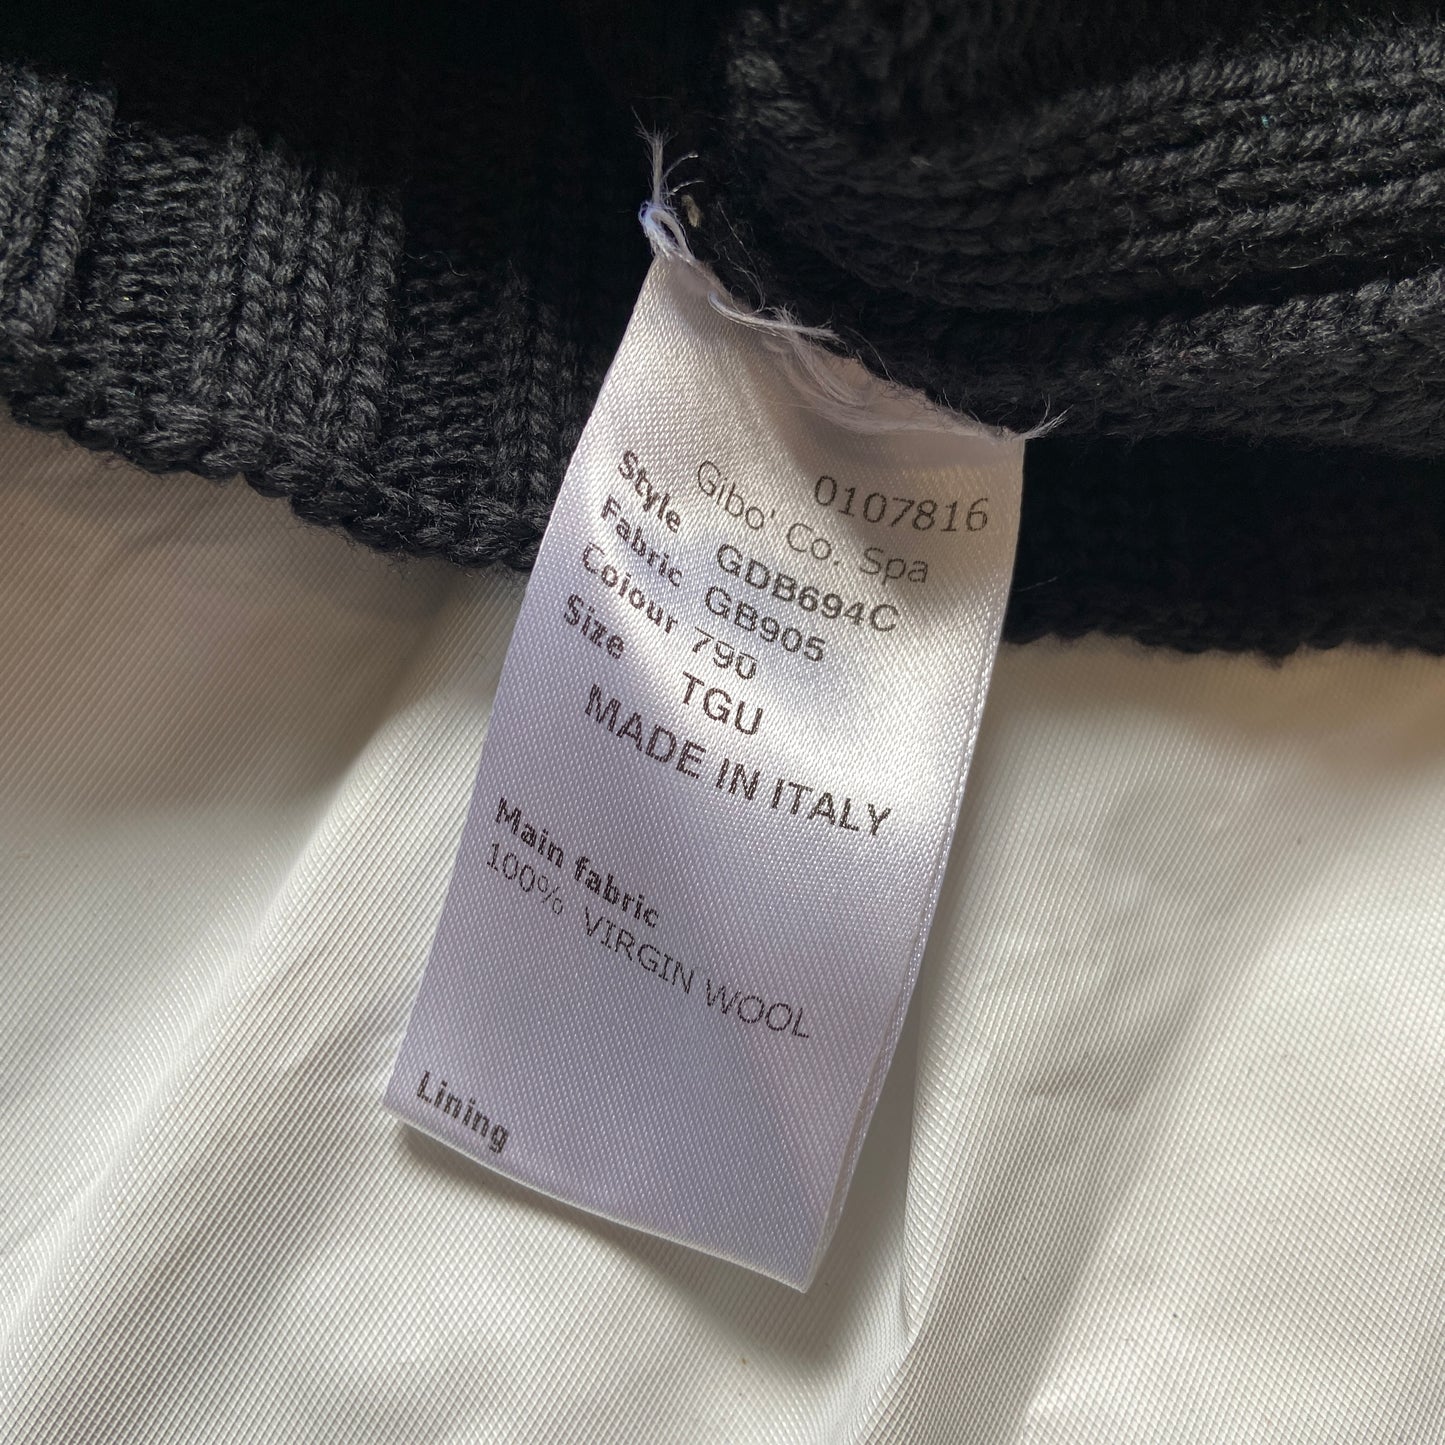 0107816
Gibo' Co. Spa
Style GDB694C
Fabric GB905
Colour 790
Size TGU
MADE IN ITALY
Main fabric
100% VIRGIN WOOL
Lining